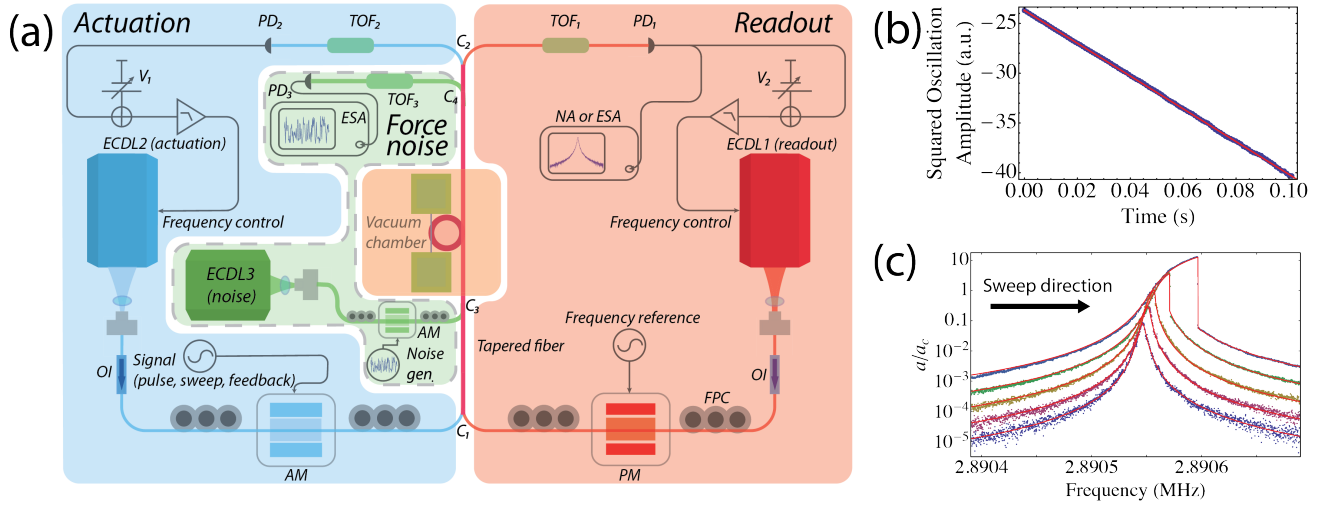 (a)
Actuation
Readout
PD₂
TOF₂
C₂
TOF₁
PD₁
V₁
V₂
PD₃
TOF₃
C₄
ESA
Force
noise
NA or ESA
ECDL2 (actuation)
ECDL1 (readout)
Frequency control
Vacuum
chamber
Frequency control
ECDL3
(noise)
C₃
AM
Frequency reference
Tapered fiber
Noise
gen.
OI
Signal
(pulse, sweep, feedback)
OI
FPC
C₁
AM
PM
(b)
Squared Oscillation
Amplitude (a.u.)
−25
−30
−35
−40
0.00 0.02 0.04 0.06 0.08 0.10
Time (s)
(c)
Sweep direction
a/a_c
10
1
0.1
10⁻²
10⁻³
10⁻⁴
10⁻⁵
2.8904 2.8905 2.8906
Frequency (MHz)